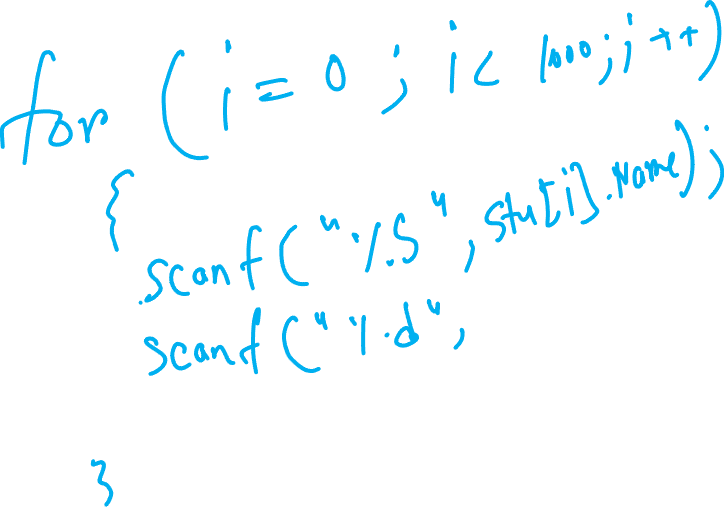 for (i=0; i< 1000; i++)
{
scanf("%s", stu[i].Name);
scanf("%d",
}